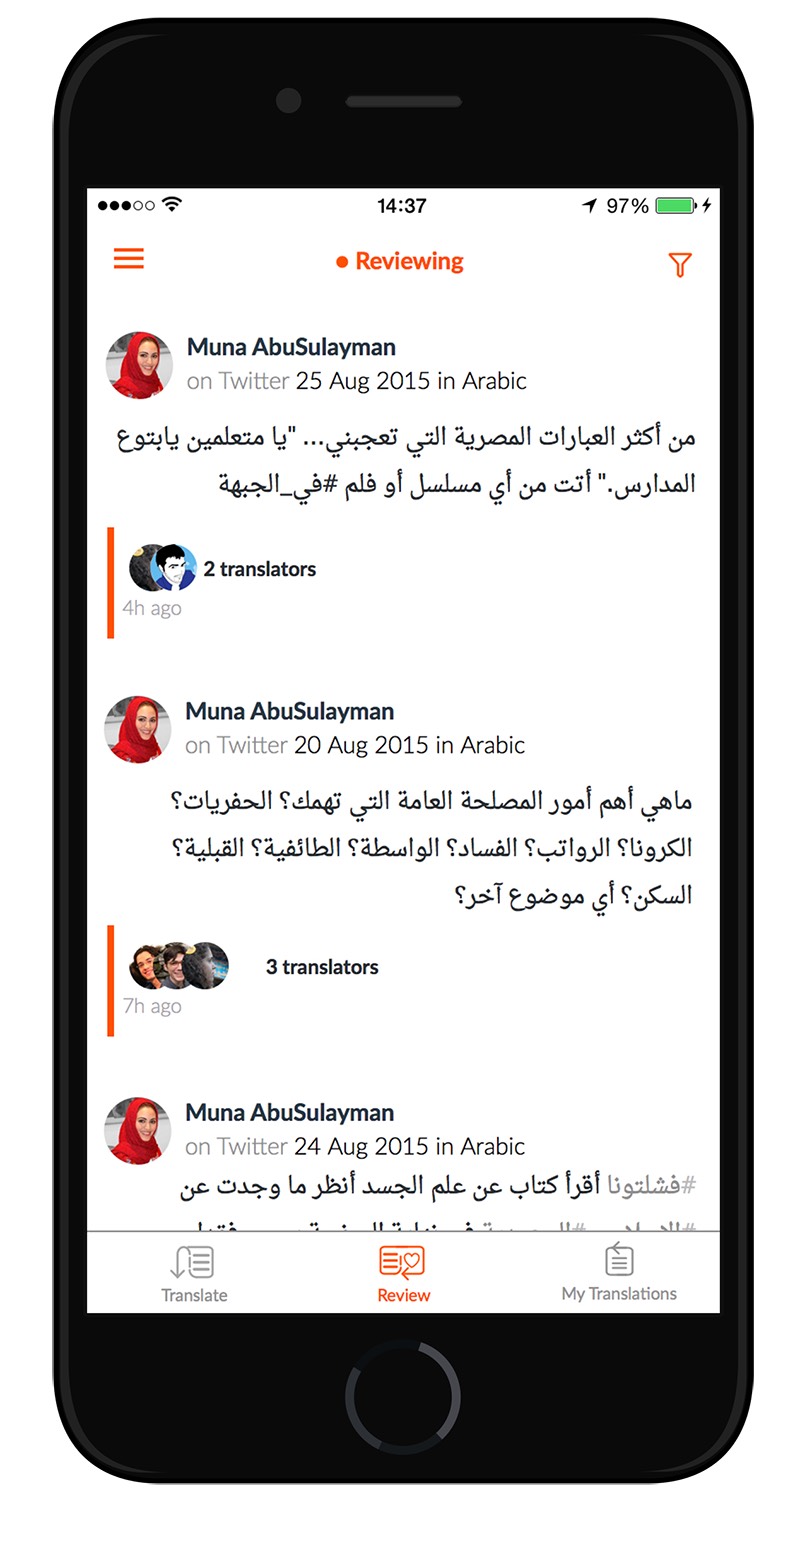 14:37
97%
Reviewing
Muna AbuSulayman
on Twitter 25 Aug 2015 in Arabic
من أكثر العبارات المصرية التي تعجبني... "يا متعلمين يابتوع
المدارس." أتت من أي مسلسل أو فلم #في_الجبهة
2 translators
4h ago
Muna AbuSulayman
on Twitter 20 Aug 2015 in Arabic
ماهي أهم أمور المصلحة العامة التي تهمك؟ الحفريات؟
الكرونا؟ الرواتب؟ الفساد؟ الواسطة؟ الطائفية؟ القبلية؟
السكن؟ أي موضوع آخر؟
3 translators
7h ago
Muna AbuSulayman
on Twitter 24 Aug 2015 in Arabic
#فشلتونا أقرأ كتاب عن علم الجسد أنظر ما وجدت عن
Translate
Review
My Translations